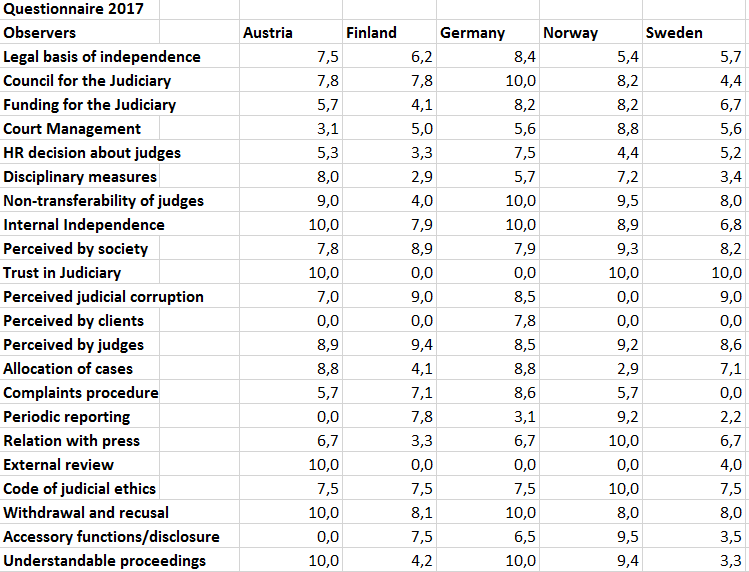 Questionnaire 2017
Observers Austria Finland Germany Norway Sweden
Legal basis of independence 7,5 6,2 8,4 5,4 5,7
Council for the Judiciary 7,8 7,8 10,0 8,2 4,4
Funding for the Judiciary 5,7 4,1 8,2 8,2 6,7
Court Management 3,1 5,0 5,6 8,8 5,6
HR decision about judges 5,3 3,3 7,5 4,4 5,2
Disciplinary measures 8,0 2,9 5,7 7,2 3,4
Non-transferability of judges 9,0 4,0 10,0 9,5 8,0
Internal Independence 10,0 7,9 10,0 8,9 6,8
Perceived by society 7,8 8,9 7,9 9,3 8,2
Trust in Judiciary 10,0 0,0 0,0 10,0 10,0
Perceived judicial corruption 7,0 9,0 8,5 0,0 9,0
Perceived by clients 0,0 0,0 7,8 0,0 0,0
Perceived by judges 8,9 9,4 8,5 9,2 8,6
Allocation of cases 8,8 4,1 8,8 2,9 7,1
Complaints procedure 5,7 7,1 8,6 5,7 0,0
Periodic reporting 0,0 7,8 3,1 9,2 2,2
Relation with press 6,7 3,3 6,7 10,0 6,7
External review 10,0 0,0 0,0 0,0 4,0
Code of judicial ethics 7,5 7,5 7,5 10,0 7,5
Withdrawal and recusal 10,0 8,1 10,0 8,0 8,0
Accessory functions/disclosure 0,0 7,5 6,5 9,5 3,5
Understandable proceedings 10,0 4,2 10,0 9,4 3,3